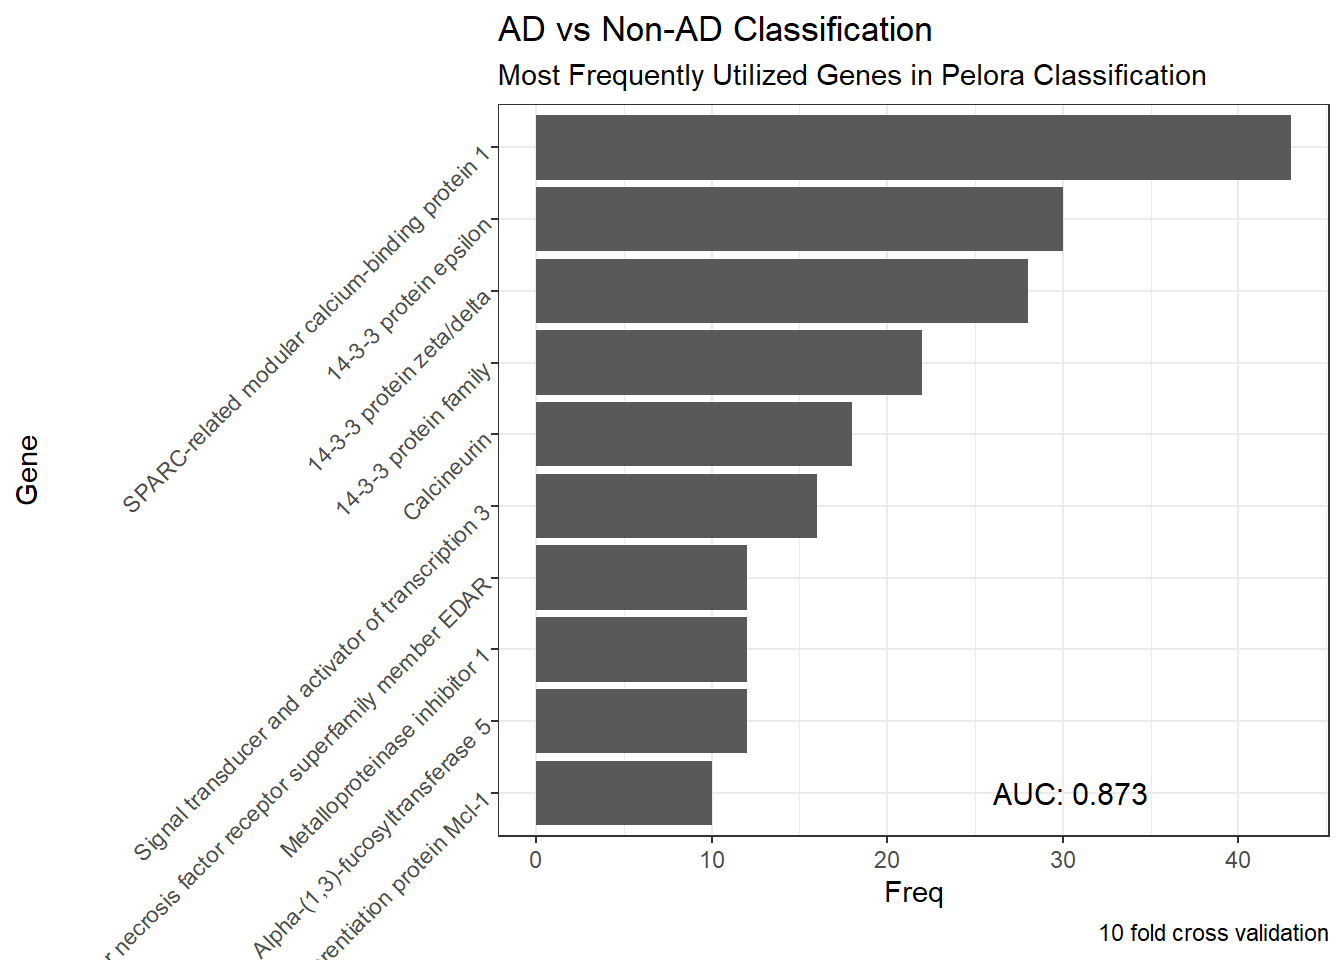 AD vs Non-AD Classification
Most Frequently Utilized Genes in Pelora Classification
Gene
SPARC-related modular calcium-binding protein 1
14-3-3 protein epsilon
14-3-3 protein zeta/delta
14-3-3 protein family
Calcineurin
Signal transducer and activator of transcription 3
necrosis factor receptor superfamily member EDAR
Metalloproteinase inhibitor 1
Alpha-(1,3)-fucosyltransferase 5
protein Mcl-1
AUC: 0.873
0 10 20 30 40
Freq
10 fold cross validation